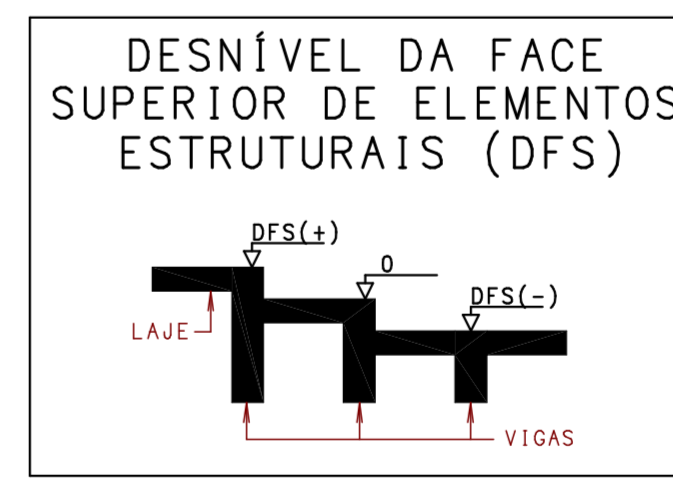 DESNÍVEL DA FACE
SUPERIOR DE ELEMENTOS
ESTRUTURAIS (DFS)
DFS(+)
0
DFS(-)
LAJE
VIGAS